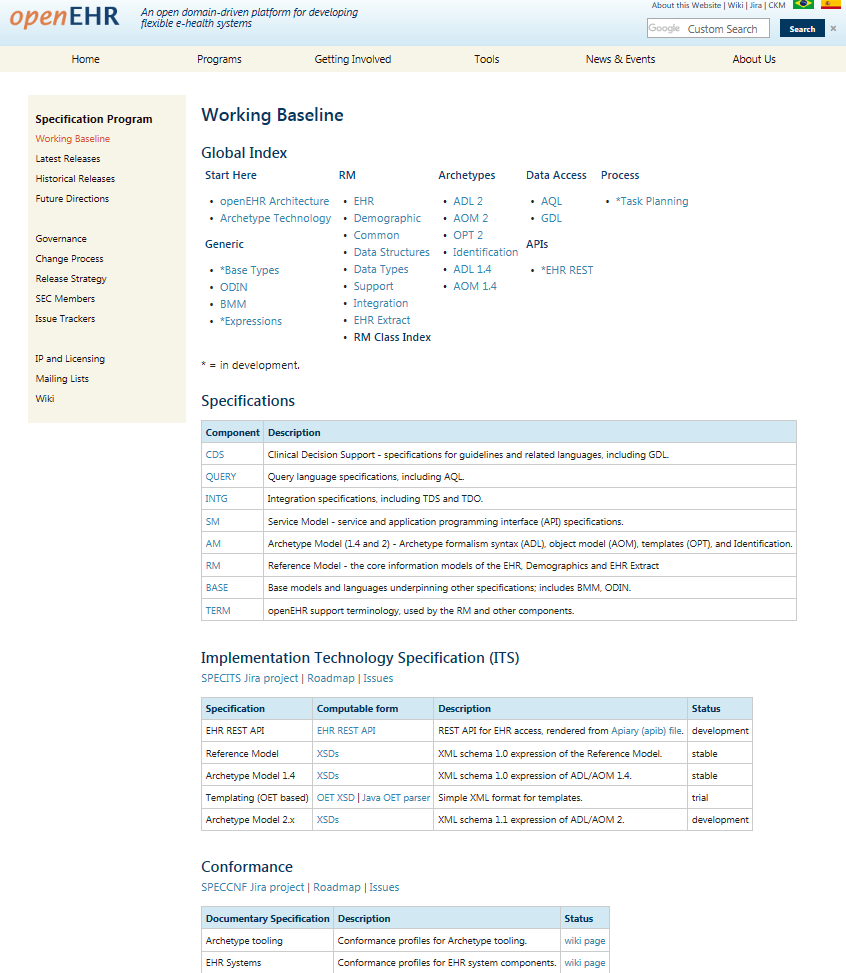 openEHR
An open domain-driven platform for developing
flexible e-health systems
About this Website | Wiki | Jira | CKM
Google Custom Search
Search
×
Home Programs Getting Involved Tools News & Events About Us
Specification Program
Working Baseline
Latest Releases
Historical Releases
Future Directions
Governance
Change Process
Release Strategy
SEC Members
Issue Trackers
IP and Licensing
Mailing Lists
Wiki
Working Baseline
Global Index
Start Here
• openEHR Architecture
• Archetype Technology
Generic
• *Base Types
• ODIN
• BMM
• *Expressions
RM
• EHR
• Demographic
• Common
• Data Structures
• Data Types
• Support
• Integration
• EHR Extract
• RM Class Index
Archetypes
• ADL 2
• AOM 2
• OPT 2
• Identification
• ADL 1.4
• AOM 1.4
Data Access
• AQL
• GDL
APIs
• *EHR REST
Process
• *Task Planning
* = in development.
Specifications
Component Description
CDS Clinical Decision Support - specifications for guidelines and related languages, including GDL.
QUERY Query language specifications, including AQL.
INTG Integration specifications, including TDS and TDO.
SM Service Model - service and application programming interface (API) specifications.
AM Archetype Model (1.4 and 2) - Archetype formalism syntax (ADL), object model (AOM), templates (OPT), and Identification.
RM Reference Model - the core information models of the EHR, Demographics and EHR Extract
BASE Base models and languages underpinning other specifications; includes BMM, ODIN.
TERM openEHR support terminology, used by the RM and other components.
Implementation Technology Specification (ITS)
SPECITS Jira project | Roadmap | Issues
Specification Computable form Description Status
EHR REST API EHR REST API REST API for EHR access, rendered from Apiary (apib) file. development
Reference Model XSDs XML schema 1.0 expression of the Reference Model. stable
Archetype Model 1.4 XSDs XML schema 1.0 expression of ADL/AOM 1.4. stable
Templating (OET based) OET XSD | Java OET parser Simple XML format for templates. trial
Archetype Model 2.x XSDs XML schema 1.1 expression of ADL/AOM 2. development
Conformance
SPECCNF Jira project | Roadmap | Issues
Documentary Specification Description Status
Archetype tooling Conformance profiles for Archetype tooling. wiki page
EHR Systems Conformance profiles for EHR system components. wiki page